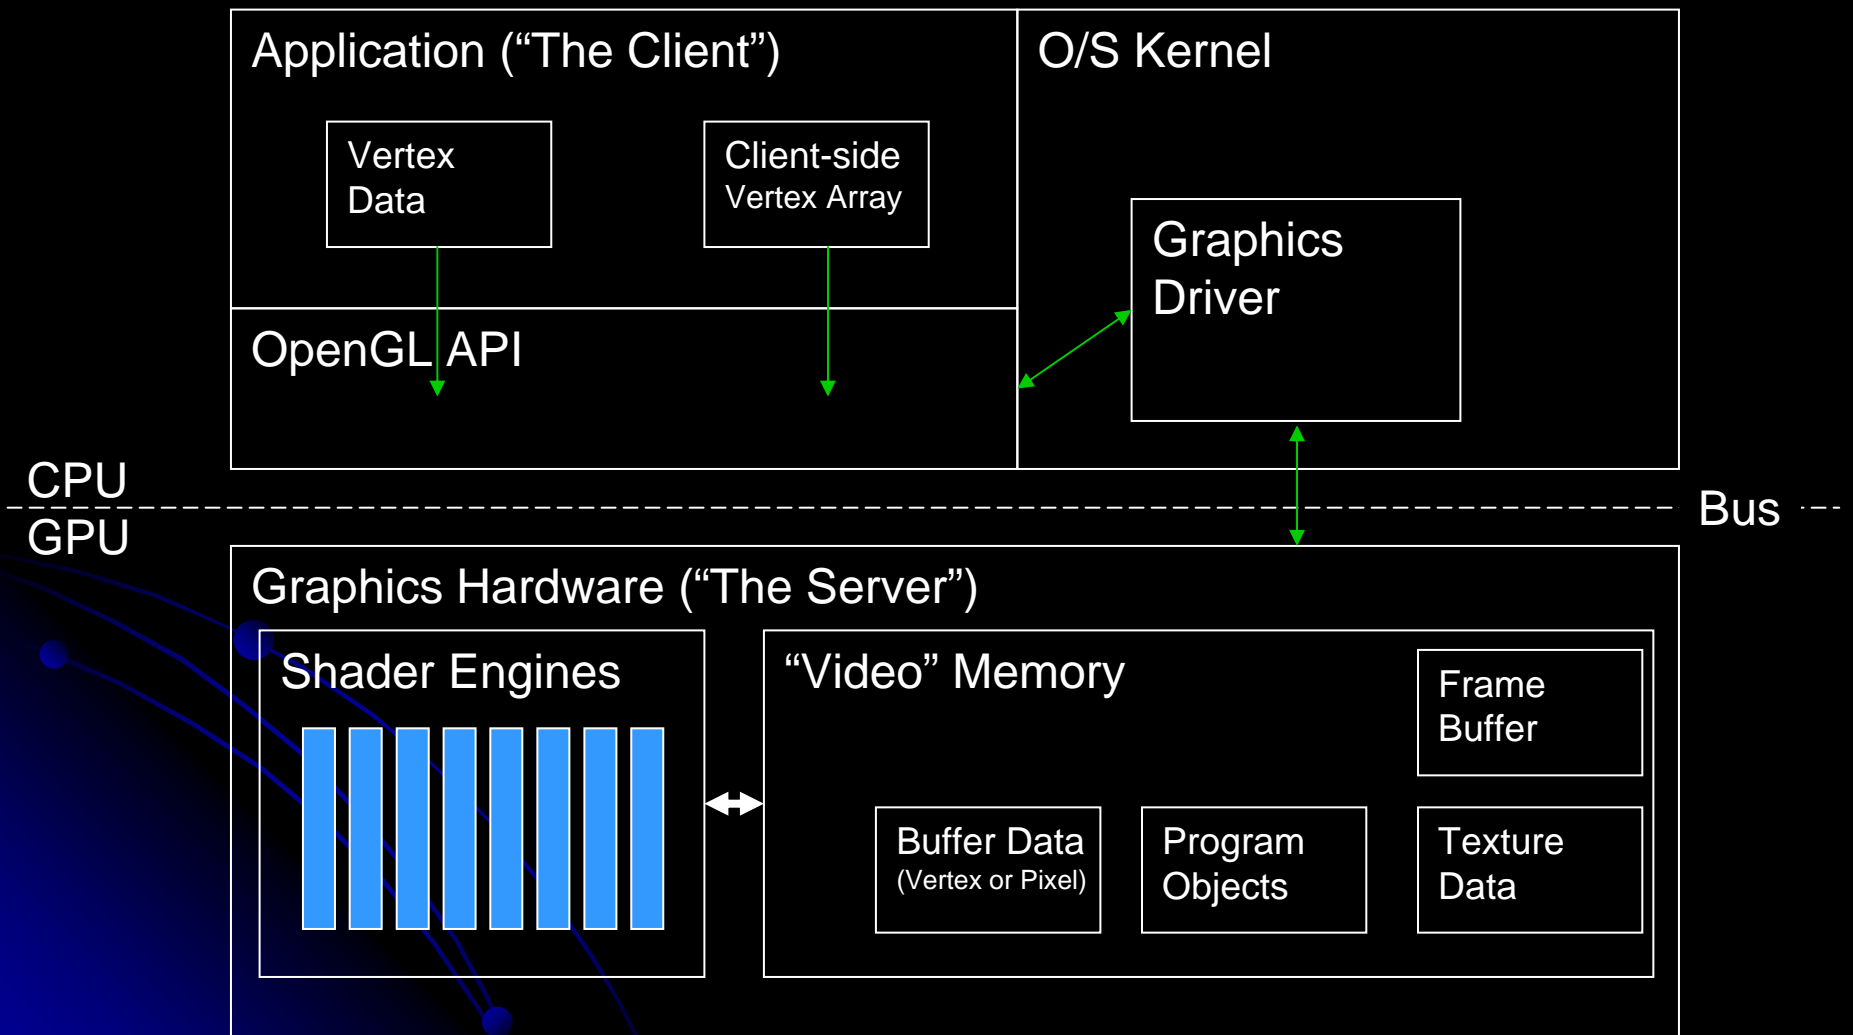 Application (“The Client”)
O/S Kernel
Vertex
Data
Client-side
Vertex Array
Graphics
Driver
OpenGL API
CPU
Bus
GPU
Graphics Hardware (“The Server”)
Shader Engines
“Video” Memory
Frame
Buffer
Buffer Data
(Vertex or Pixel)
Program
Objects
Texture
Data